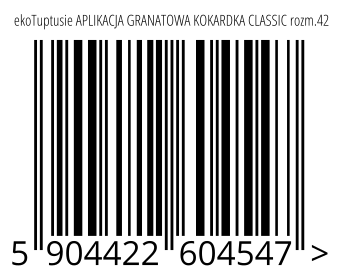 ekoTuptusie APLIKACJA GRANATOWA KOKARDKA CLASSIC rozm.42
5 904422 604547 >